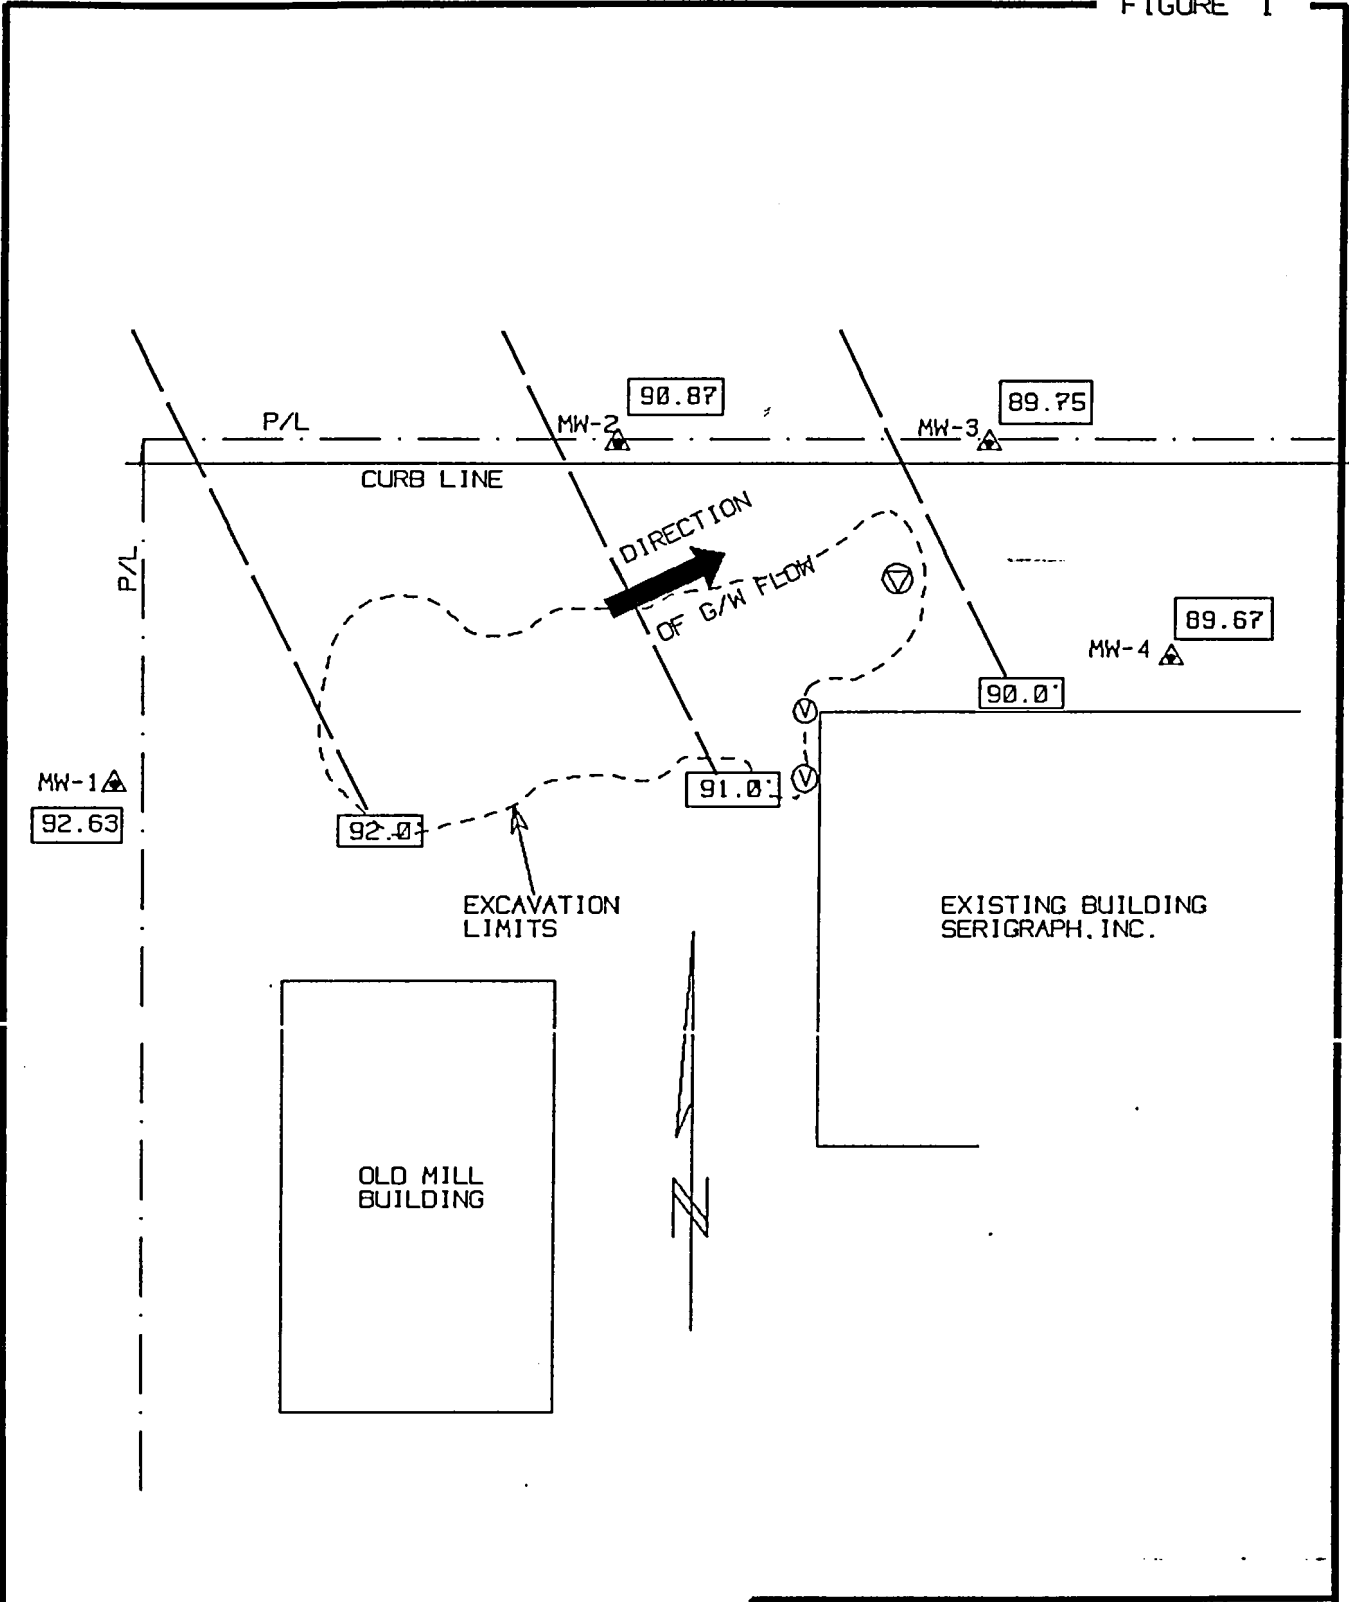 FIGURE 1
90.87
89.75
P/L
MW-2
MW-3
CURB LINE
DIRECTION
OF G/W FLOW
P/L
89.67
MW-4
90.0'
V
MW-1
V
91.0'
92.63
92.0'
EXCAVATION
LIMITS
EXISTING BUILDING
SERIGRAPH, INC.
OLD MILL
BUILDING
N